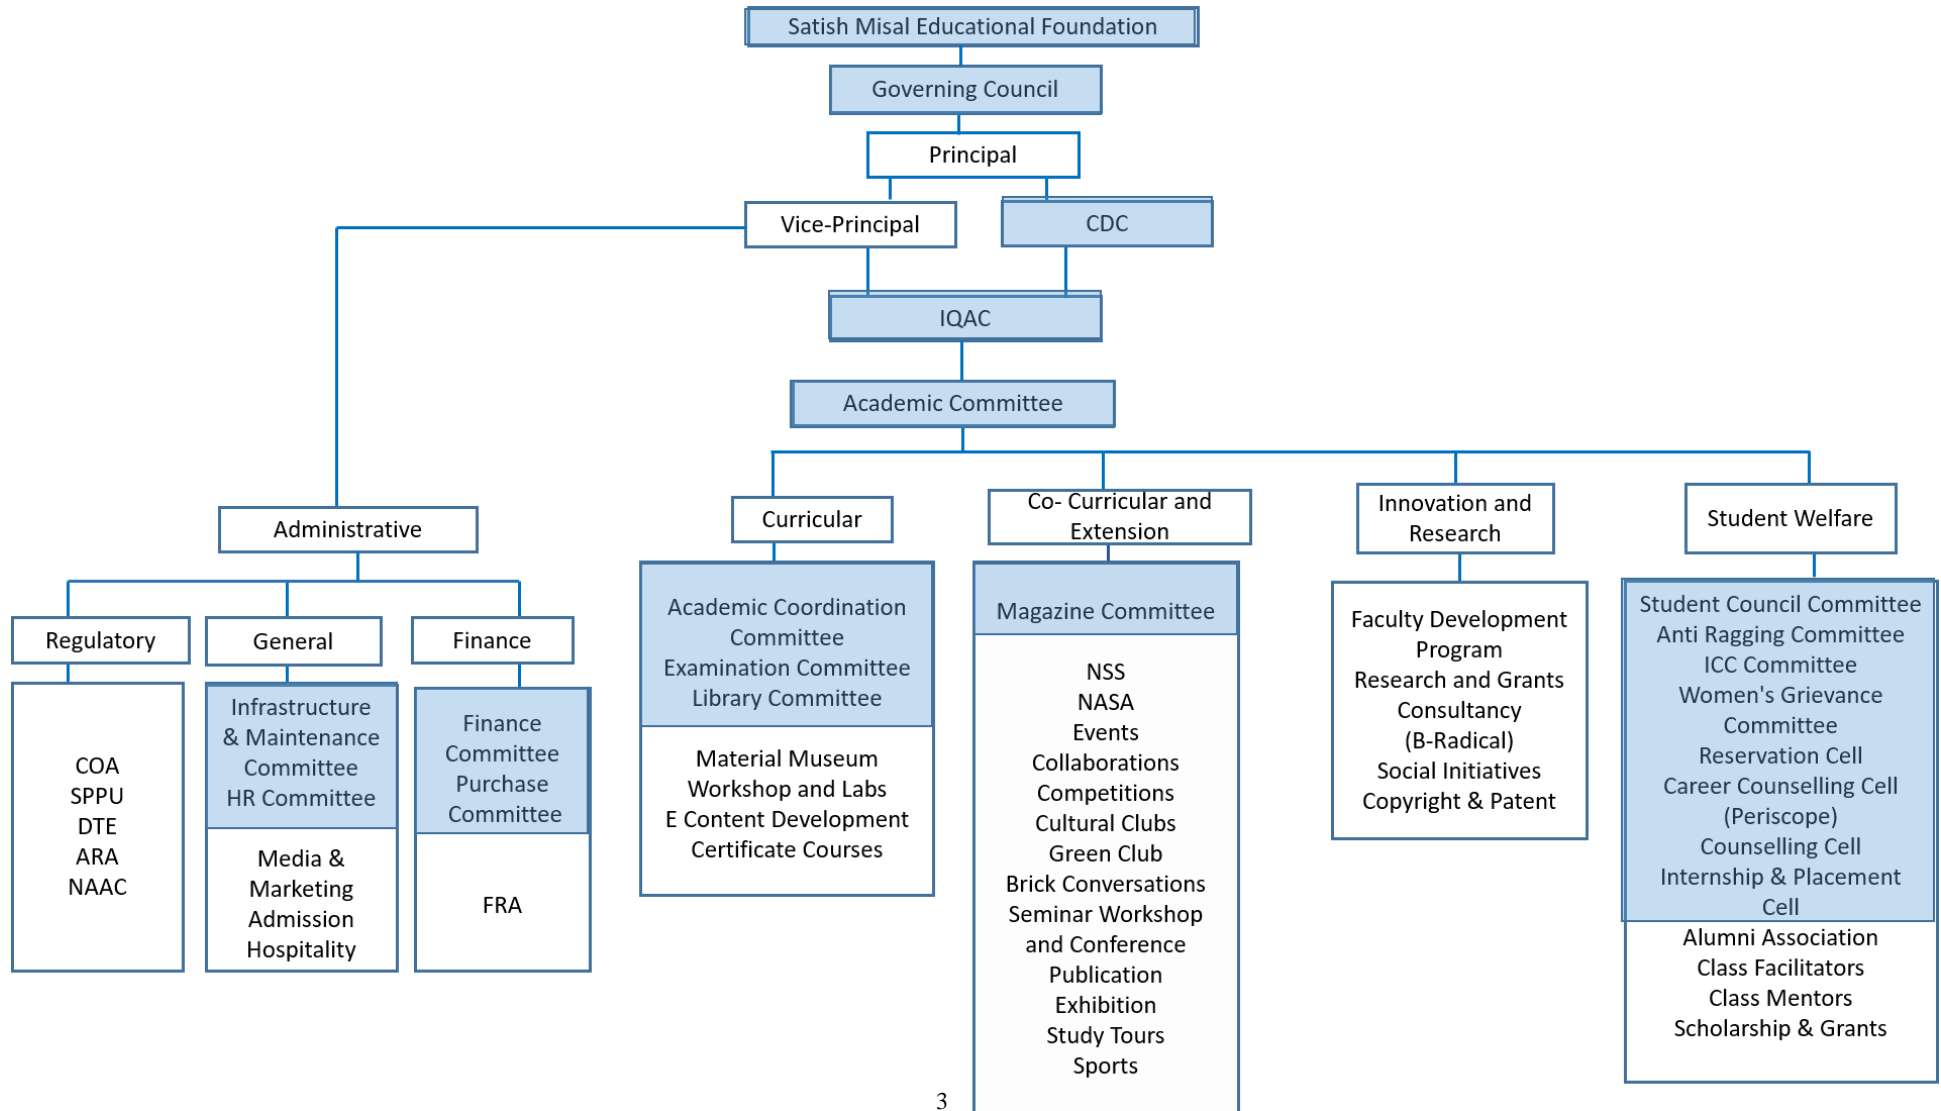 Satish Misal Educational Foundation
Governing Council
Principal
Vice-Principal
CDC
IQAC
Academic Committee
Administrative
Regulatory
COA
SPPU
DTE
ARA
NAAC
General
Infrastructure
& Maintenance
Committee
HR Committee
Media &
Marketing
Admission
Hospitality
Finance
Finance
Committee
Purchase
Committee
FRA
Curricular
Academic Coordination
Committee
Examination Committee
Library Committee
Material Museum
Workshop and Labs
E Content Development
Certificate Courses
Co- Curricular and
Extension
Magazine Committee
NSS
NASA
Events
Collaborations
Competitions
Cultural Clubs
Green Club
Brick Conversations
Seminar Workshop
and Conference
Publication
Exhibition
Study Tours
Sports
Innovation and
Research
Faculty Development
Program
Research and Grants
Consultancy
(B-Radical)
Social Initiatives
Copyright & Patent
Student Welfare
Student Council Committee
Anti Ragging Committee
ICC Committee
Women's Grievance
Committee
Reservation Cell
Career Counselling Cell
(Periscope)
Counselling Cell
Internship & Placement
Cell
Alumni Association
Class Facilitators
Class Mentors
Scholarship & Grants
3